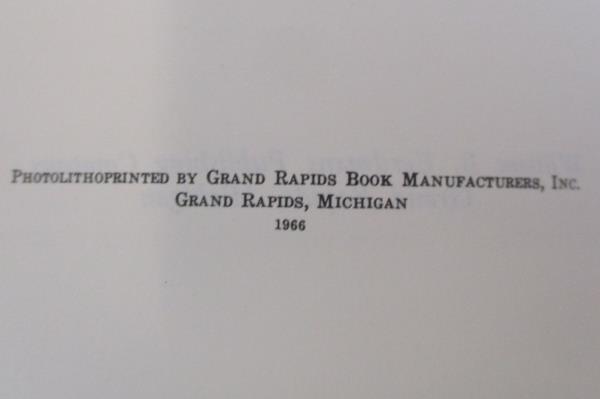 Photolithoprinted by Grand Rapids Book Manufacturers, Inc.
Grand Rapids, Michigan
1966